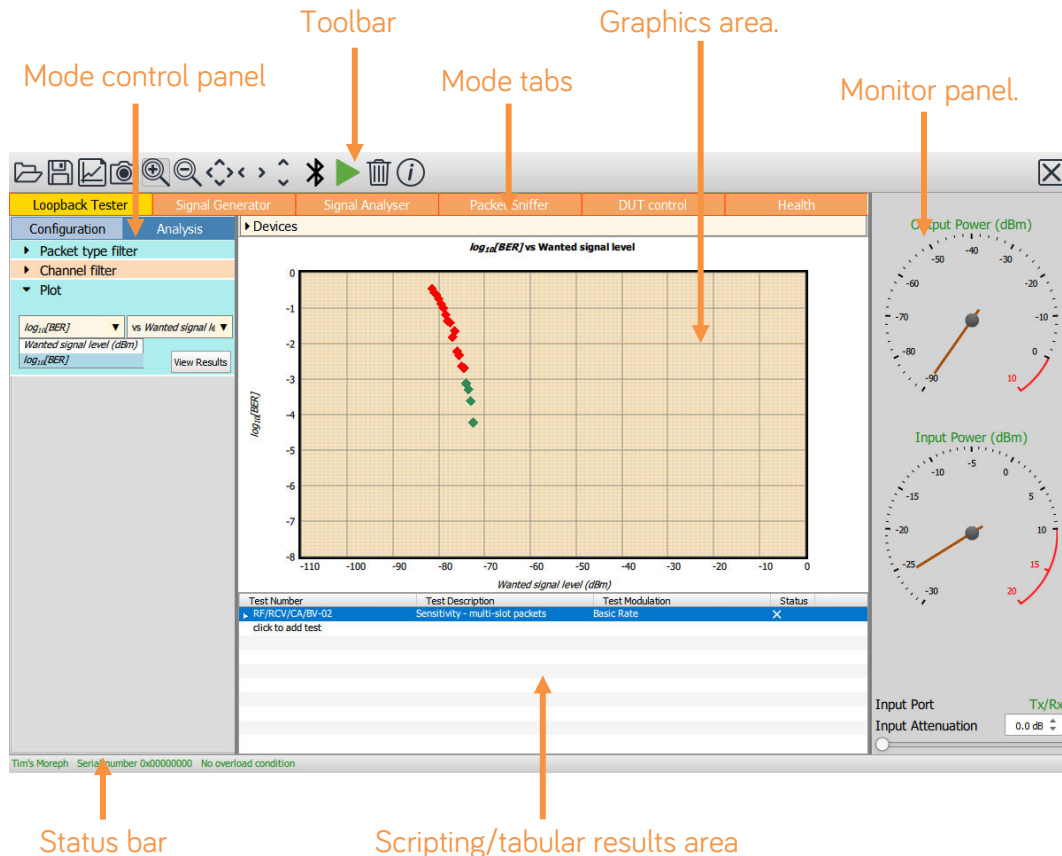 Toolbar
Graphics area.
Mode control panel
Mode tabs
Monitor panel.
Loopback Tester
Signal Generator
Signal Analyser
Packet Sniffer
DUT control
Health
Configuration
Analysis
Packet type filter
Channel filter
Plot
log10[BER]
vs Wanted signal le
Wanted signal level (dBm)
log10[BER]
View Results
Devices
log10[BER] vs Wanted signal level
0
-1
-2
-3
-4
-5
-6
-7
-8
log10[BER]
-110 -100 -90 -80 -70 -60 -50 -40 -30 -20 -10 0
Wanted signal level (dBm)
Test Number Test Description Test Modulation Status
RF/RCV/CA/BV-02 Sensitivity - multi-slot packets Basic Rate
click to add test
Output Power (dBm)
-90 -80 -70 -60 -50 -40 -30 -20 -10 0 10
Input Power (dBm)
-30 -25 -20 -15 -10 -5 0 5 10 15 20
Input Port Tx/Rx
Input Attenuation 0.0 dB
Tim's Moreph Serial number 0x00000000 No overload condition
Status bar
Scripting/tabular results area